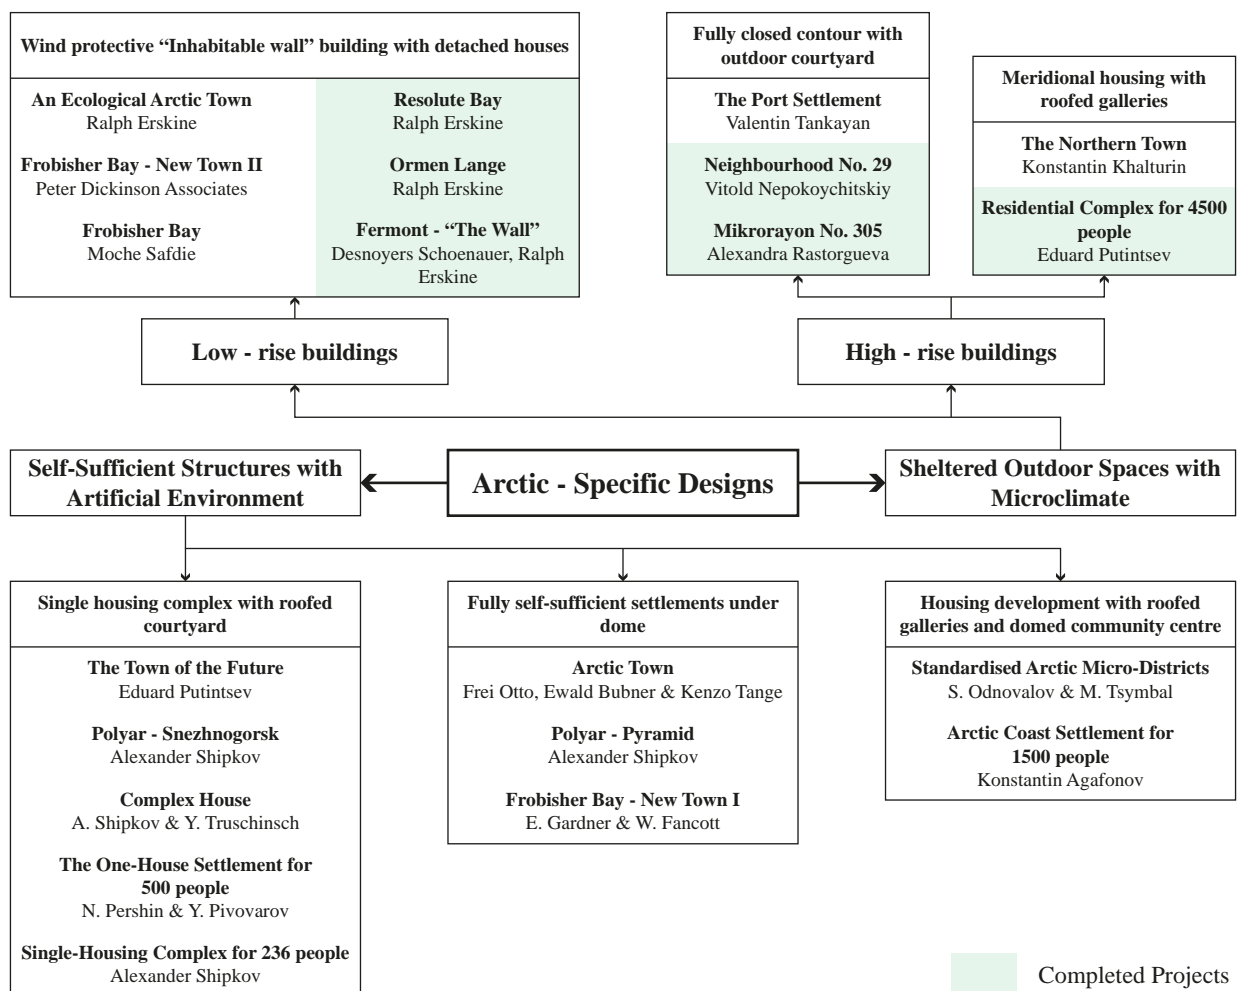 Wind protective “Inhabitable wall” building with detached houses
An Ecological Arctic Town
Ralph Erskine
Frobisher Bay - New Town II
Peter Dickinson Associates
Frobisher Bay
Moche Safdie
Resolute Bay
Ralph Erskine
Ormen Lange
Ralph Erskine
Fermont - “The Wall”
Desnoyers Schoenauer, Ralph
Erskine
Fully closed contour with
outdoor courtyard
The Port Settlement
Valentin Tankayan
Neighbourhood No. 29
Vitold Nepokoychitskiy
Mikrorayon No. 305
Alexandra Rastorgueva
Meridional housing with
roofed galleries
The Northern Town
Konstantin Khalturin
Residential Complex for 4500
people
Eduard Putintsev
Low - rise buildings
High - rise buildings
Self-Sufficient Structures with
Artificial Environment
Arctic - Specific Designs
Sheltered Outdoor Spaces with
Microclimate
Single housing complex with roofed
courtyard
The Town of the Future
Eduard Putintsev
Polyar - Snezhnogorsk
Alexander Shipkov
Complex House
A. Shipkov & Y. Truschinsch
The One-House Settlement for
500 people
N. Pershin & Y. Pivovarov
Single-Housing Complex for 236 people
Alexander Shipkov
Fully self-sufficient settlements under
dome
Arctic Town
Frei Otto, Ewald Bubner & Kenzo Tange
Polyar - Pyramid
Alexander Shipkov
Frobisher Bay - New Town I
E. Gardner & W. Fancott
Housing development with roofed
galleries and domed community centre
Standardised Arctic Micro-Districts
S. Odnovalov & M. Tsymbal
Arctic Coast Settlement for
1500 people
Konstantin Agafonov
Completed Projects